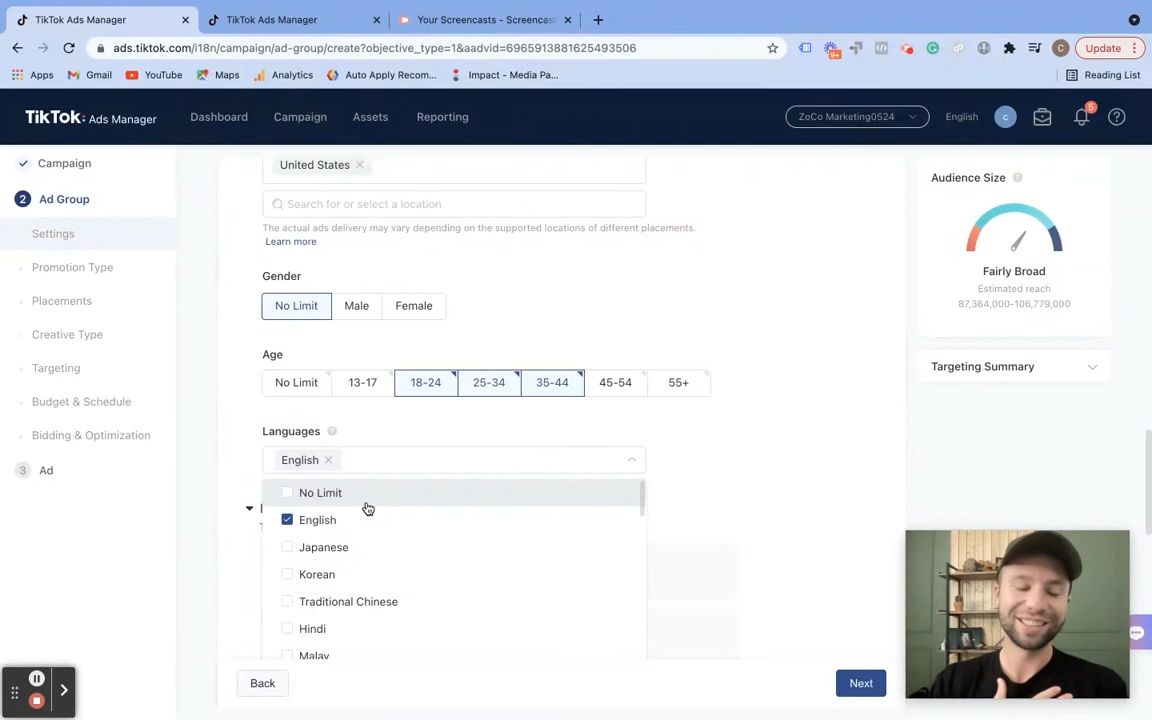 TikTok Ads Manager
TikTok Ads Manager
Your Screencasts - Screencas
ads.tiktok.com/i18n/campaign/ad-group/create?objective_type=1&aadvid=6965913881625493506
9+
C
Update
Apps
Gmail
YouTube
Maps
Analytics
Auto Apply Recom...
Impact - Media Pa...
Reading List
TikTok: Ads Manager
Dashboard
Campaign
Assets
Reporting
ZoCo Marketing0524
English
c
5
Campaign
2 Ad Group
Settings
Promotion Type
Placements
Creative Type
Targeting
Budget & Schedule
Bidding & Optimization
3 Ad
United States
Search for or select a location
The actual ads delivery may vary depending on the supported locations of different placements.
Learn more
Gender
No Limit Male Female
Age
No Limit 13-17 18-24 25-34 35-44 45-54 55+
Languages
English
No Limit
English
Japanese
Korean
Traditional Chinese
Hindi
Malay
Back
Next
Audience Size
Fairly Broad
Estimated reach
87,364,000-106,779,000
Targeting Summary